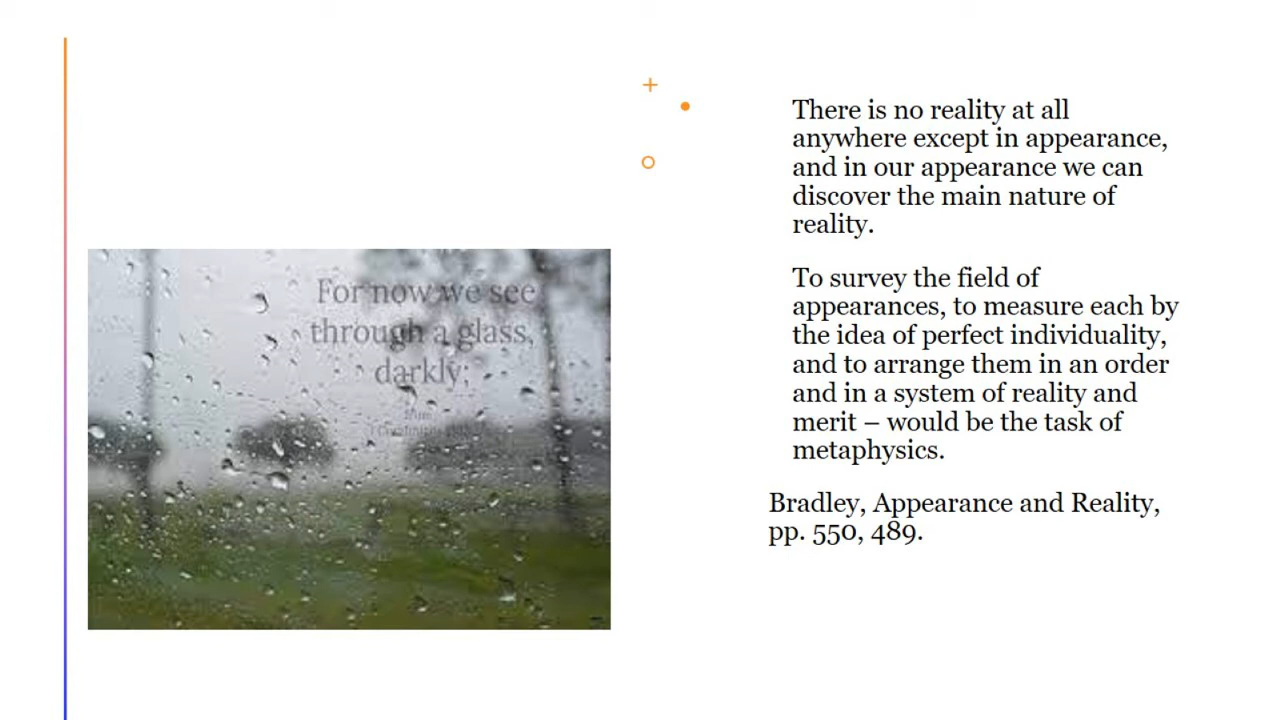 For now we see
through a glass,
darkly;
from
There is no reality at all
anywhere except in appearance,
and in our appearance we can
discover the main nature of
reality.
To survey the field of
appearances, to measure each by
the idea of perfect individuality,
and to arrange them in an order
and in a system of reality and
merit – would be the task of
metaphysics.
Bradley, Appearance and Reality,
pp. 550, 489.